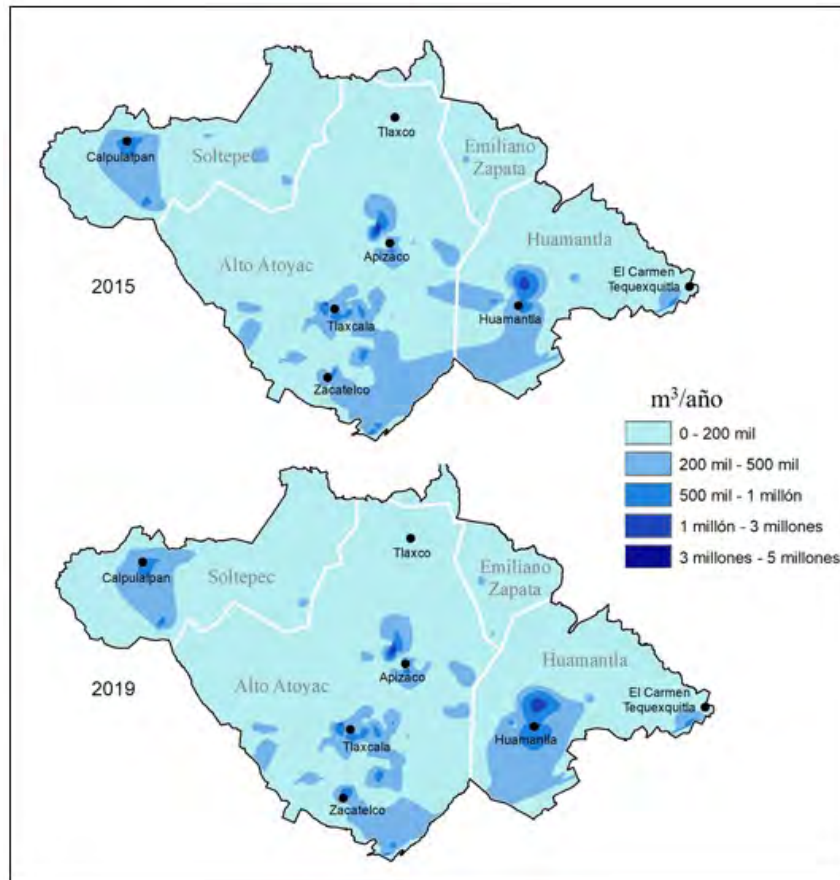 Tlaxco
Calpulalpan
Soltepec
Emiliano
Zapata
Apizaco
Alto Atoyac
Huamantla
El Carmen
Tequexquitla
2015
Tlaxcala
Huamantla
Zacatelco
m³/año
0 - 200 mil
200 mil - 500 mil
500 mil - 1 millón
1 millón - 3 millones
3 millones - 5 millones
Tlaxco
Calpulalpan
Soltepec
Emiliano
Zapata
Apizaco
Alto Atoyac
Huamantla
El Carmen
Tequexquitla
2019
Tlaxcala
Huamantla
Zacatelco